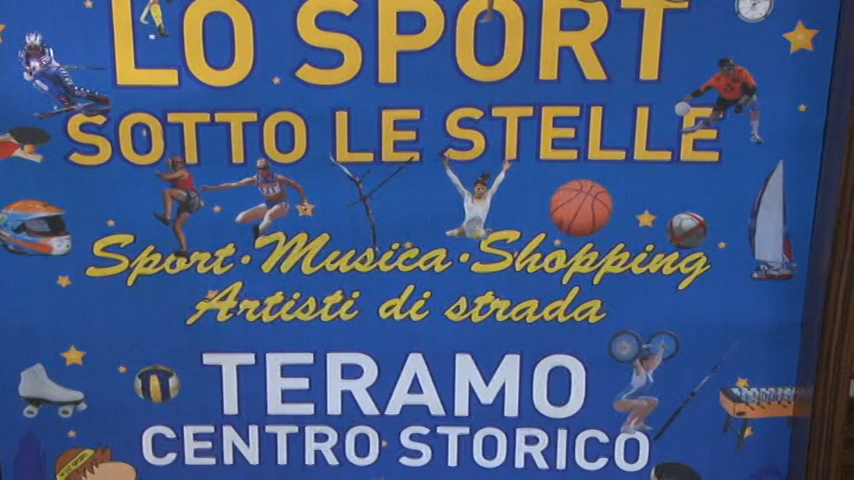 LO SPORT
SOTTO LE STELLE
Sport·Musica·Shopping
Artisti di strada
TERAMO
CENTRO STORICO